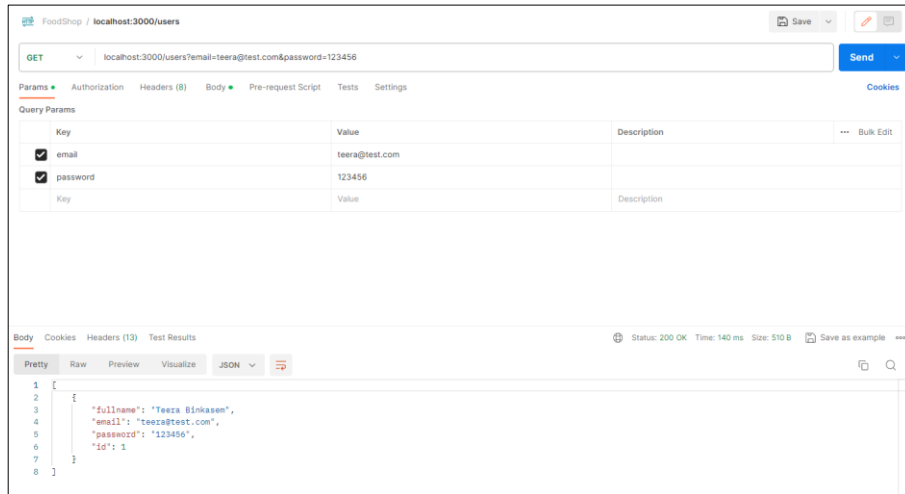 FoodShop / localhost:3000/users Save
GET localhost:3000/users?email=teera@test.com&password=123456 Send
Params Authorization Headers (8) Body Pre-request Script Tests Settings Cookies
Query Params
Key Value Description ••• Bulk Edit
email teera@test.com
password 123456
Key Value Description
Body Cookies Headers (13) Test Results Status: 200 OK Time: 140 ms Size: 510 B Save as example •••
Pretty Raw Preview Visualize JSON
1 [
2 {
3 "fullname": "Teera Binkasem",
4 "email": "teera@test.com",
5 "password": "123456",
6 "id": 1
7 }
8 ]